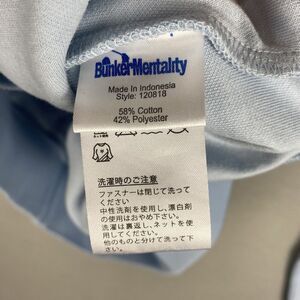 BunkerMentality
Made In Indonesia
Style: 120818
58% Cotton
42% Polyester
洗濯時のご注意
ファスナーは閉じて洗って
ください
中性洗剤を使用し、漂白剤
の使用はおやめ下さい。
洗濯は裏返し、ネットを使
用してください。
他のものと分けて洗って下